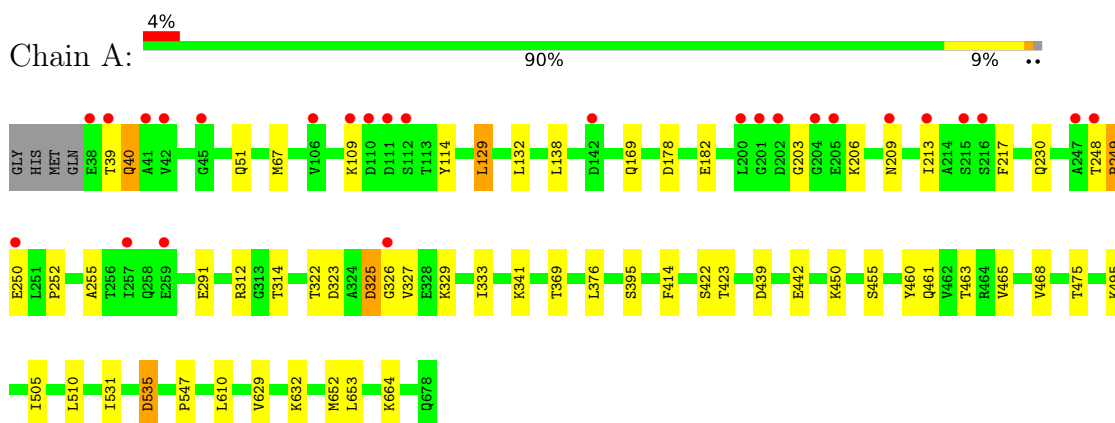 4%
Chain A:
90% 9% ••
GLY HIS MET GLN E38 T39 Q40 A41 V42 G45 Q51 M67 V106 K109 D110 D111 S112 T113 Y114 L129 L132 L138 D142 Q169 D178 E182 L200 G201 D202 G203 G204 E205 K206 N209 I213 A214 S215 S216 F217 Q230 A247 T248
E250 L251 P252 A255 T256 I257 Q258 E259 E291 R312 G313 T314 T322 D323 A324 D325 G326 V327 E328 K329 I333 K341 T369 L376 S395 F414 S422 T423 D439 E442 K450 S455 Y460 Q461 V462 T463 R464 V465 V468 T475 K495
I505 L510 I531 D535 P547 L610 V629 K632 M652 L653 K664 Q678